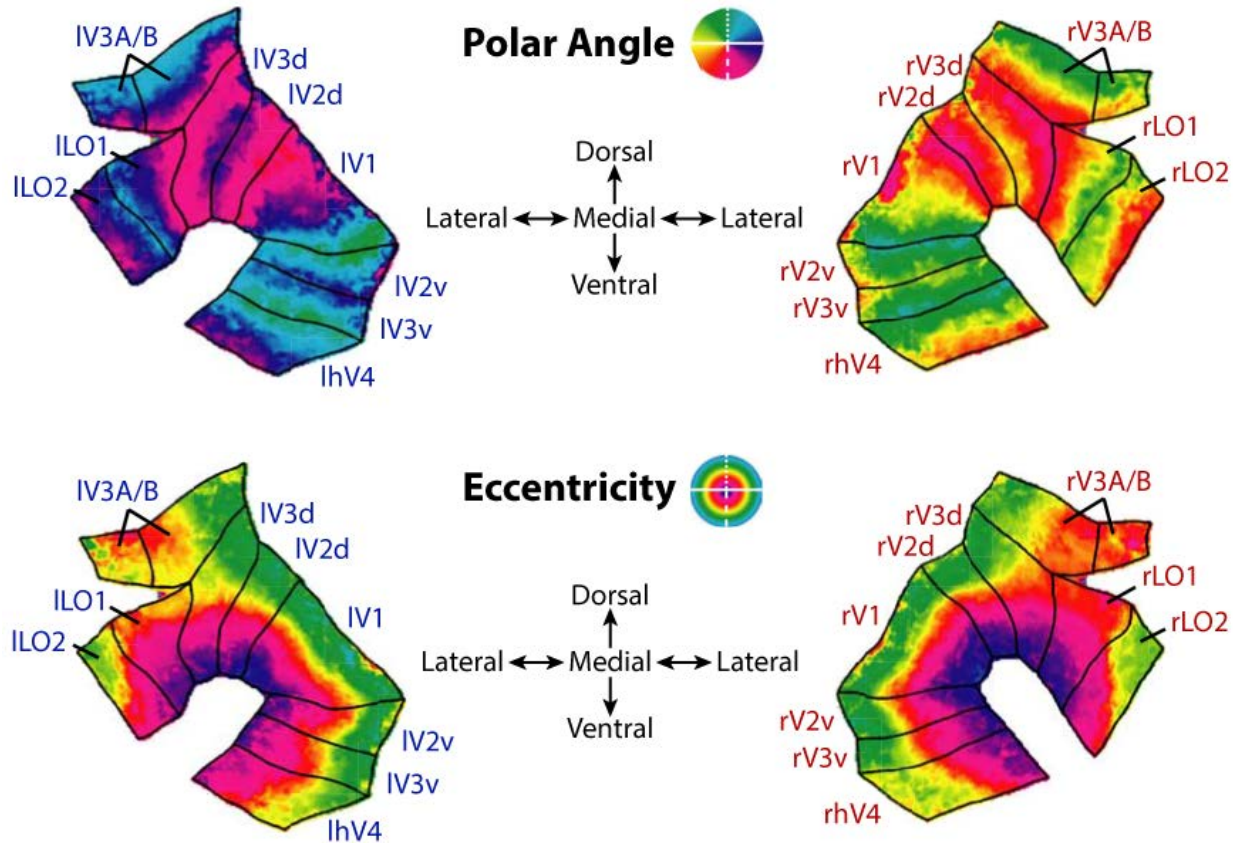 Polar Angle
lV3A/B
lV3d
lV2d
lLO1
lLO2
lV1
lV2v
lV3v
lhV4
Dorsal
Lateral Medial Lateral
Ventral
rV3A/B
rV3d
rV2d
rLO1
rV1
rLO2
rV2v
rV3v
rhV4
Eccentricity
lV3A/B
lV3d
lV2d
lLO1
lLO2
lV1
lV2v
lV3v
lhV4
Dorsal
Lateral Medial Lateral
Ventral
rV3A/B
rV3d
rV2d
rLO1
rV1
rLO2
rV2v
rV3v
rhV4